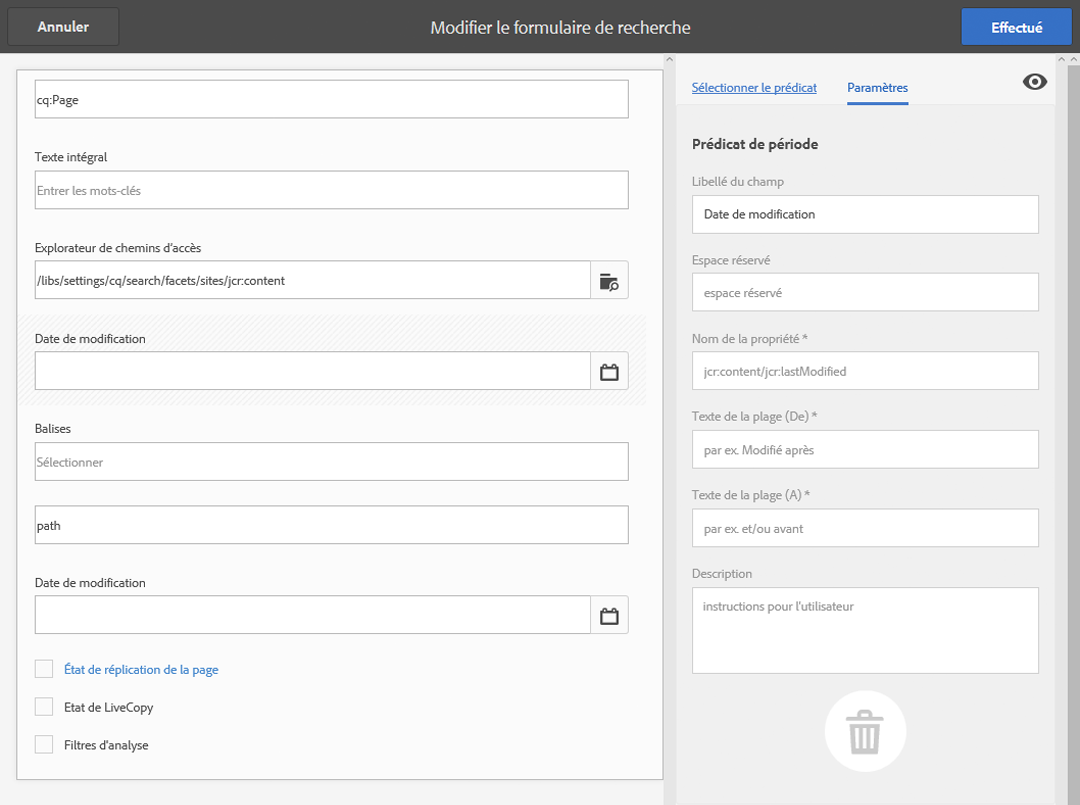 Annuler
Modifier le formulaire de recherche
Effectué
cq:Page
Texte intégral
Entrer les mots-clés
Explorateur de chemins d'accès
/libs/settings/cq/search/facets/sites/jcr:content
Date de modification
Balises
Sélectionner
path
Date de modification
État de réplication de la page
Etat de LiveCopy
Filtres d'analyse
Sélectionner le prédicat
Paramètres
Prédicat de période
Libellé du champ
Date de modification
Espace réservé
espace réservé
Nom de la propriété *
jcr:content/jcr:lastModified
Texte de la plage (De) *
par ex. Modifié après
Texte de la plage (A) *
par ex. et/ou avant
Description
instructions pour l'utilisateur